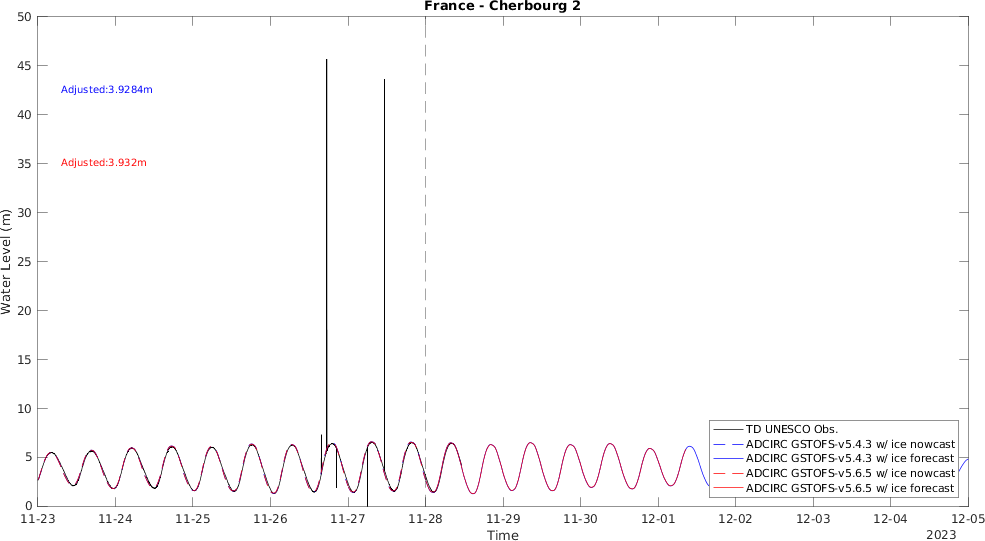 France - Cherbourg 2
50
45
40
35
30
25
20
15
10
5
0
Water Level (m)
Adjusted:3.9284m
Adjusted:3.932m
TD UNESCO Obs.
ADCIRC GSTOFS-v5.4.3 w/ ice nowcast
ADCIRC GSTOFS-v5.4.3 w/ ice forecast
ADCIRC GSTOFS-v5.6.5 w/ ice nowcast
ADCIRC GSTOFS-v5.6.5 w/ ice forecast
11-23 11-24 11-25 11-26 11-27 11-28 11-29 11-30 12-01 12-02 12-03 12-04 12-05
Time
2023